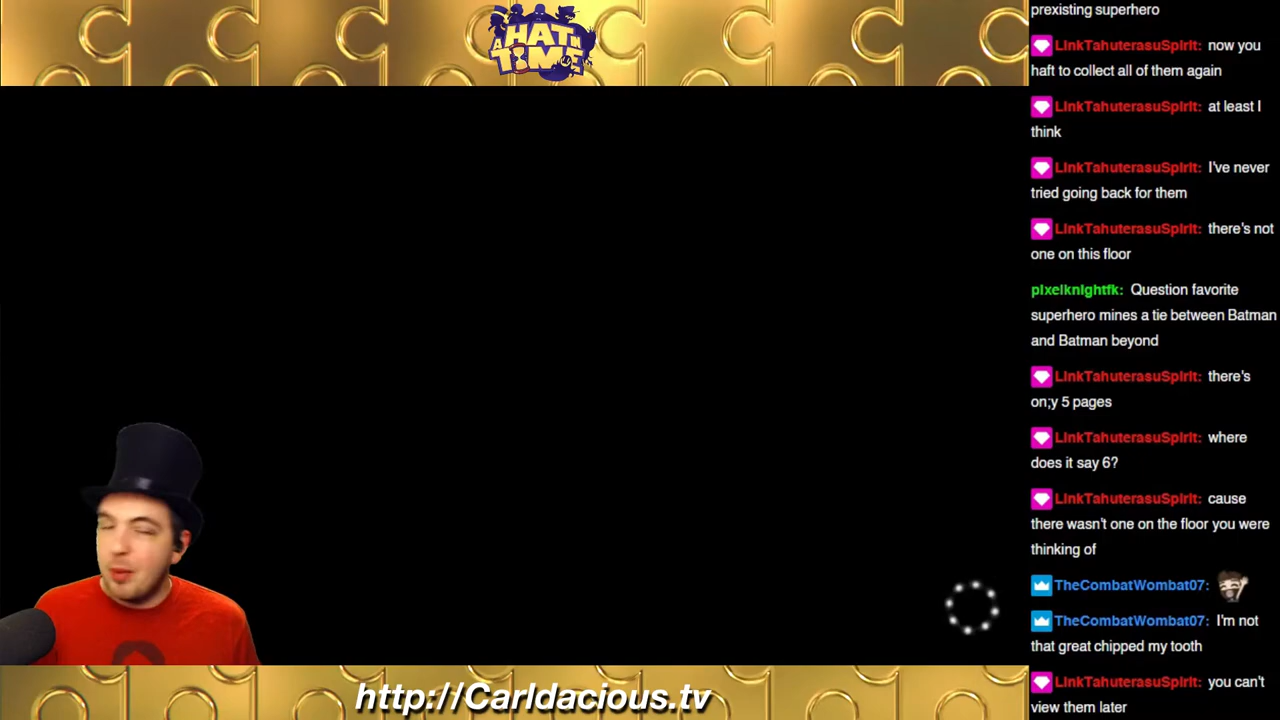 A HAT IN TIME
prexisting superhero
LinkTahuterasuSpirit: now you
haft to collect all of them again
LinkTahuterasuSpirit: at least I
think
LinkTahuterasuSpirit: I've never
tried going back for them
LinkTahuterasuSpirit: there's not
one on this floor
pixelknightfk: Question favorite
superhero mines a tie between Batman
and Batman beyond
LinkTahuterasuSpirit: there's
on;y 5 pages
LinkTahuterasuSpirit: where
does it say 6?
LinkTahuterasuSpirit: cause
there wasn't one on the floor you were
thinking of
TheCombatWombat07:
TheCombatWombat07: I'm not
that great chipped my tooth
LinkTahuterasuSpirit: you can't
view them later
http://Carldacious.tv